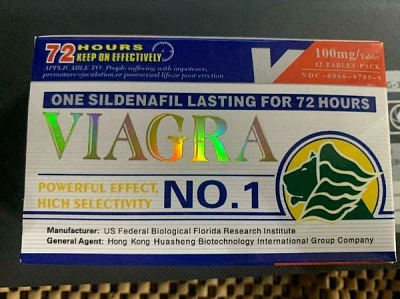 72 HOURS
KEEP ON EFFECTIVELY
APPLICABLE TO: People suffering with impotence,
premature ejaculation, or poor sexual life, or poor erection
100mg/Tablet
12 TABLET PACK
ONE SILDENAFIL LASTING FOR 72 HOURS
VIAGRA
POWERFUL EFFECT,
HIGH SELECTIVITY
NO.1
Manufacturer: US Federal Biological Florida Research Institute
General Agent: Hong Kong Huasheng Biotechnology International Group Company